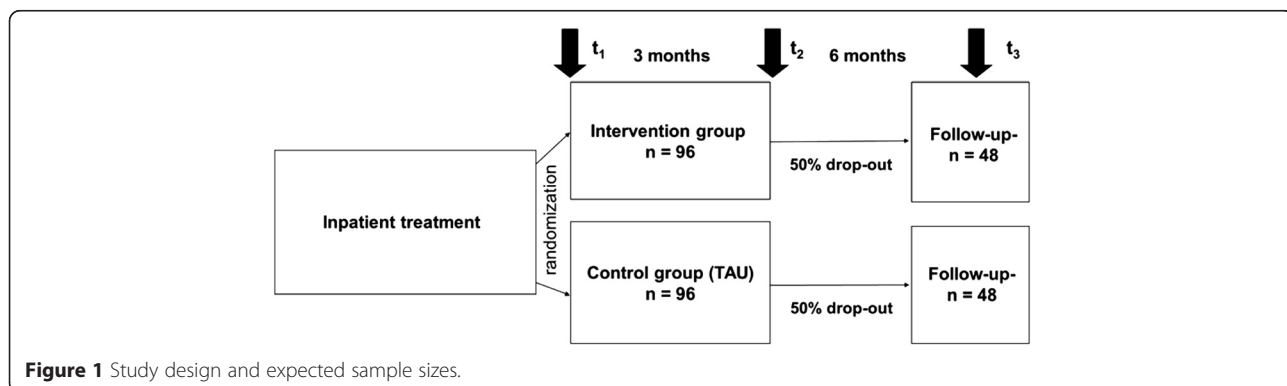 t1 3 months t2 6 months t3
Inpatient treatment
randomization
Intervention group
n = 96
50% drop-out
Follow-up-
n = 48
Control group (TAU)
n = 96
50% drop-out
Follow-up-
n = 48
Figure 1 Study design and expected sample sizes.